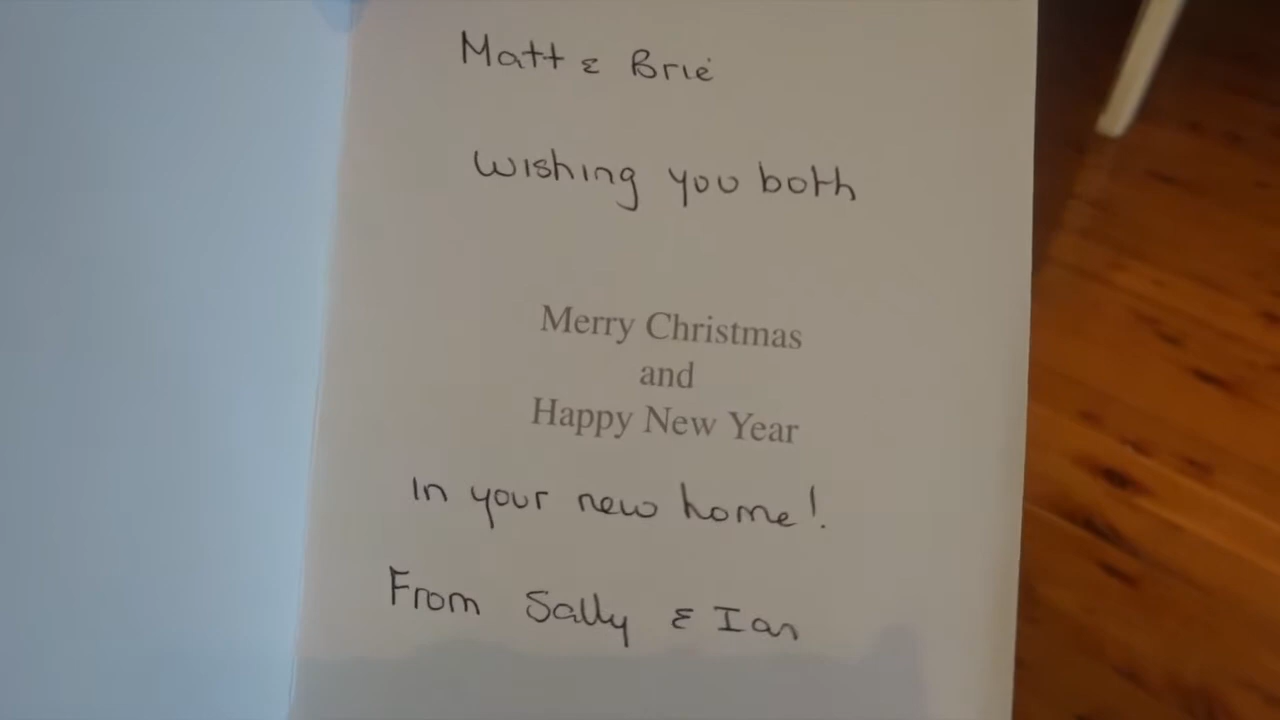 Matt & Brie
Wishing you both
Merry Christmas
and
Happy New Year
In your new home!
From Sally & Ian